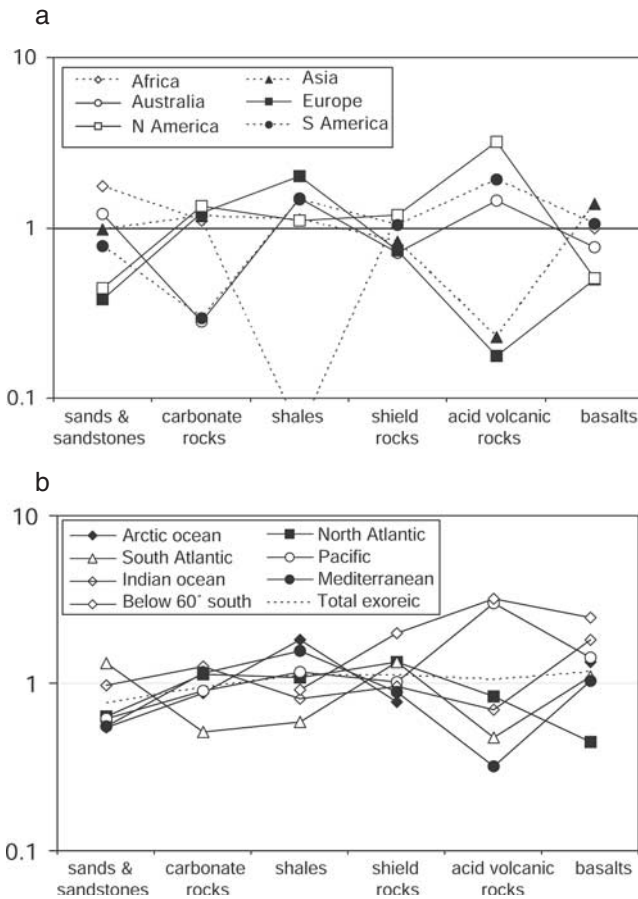 a
10
Africa Asia
Australia Europe
N America S America
1
0.1
sands & carbonate shales shield acid volcanic basalts
sandstones rocks rocks rocks
b
10
Arctic ocean North Atlantic
South Atlantic Pacific
Indian ocean Mediterranean
Below 60° south Total exoreic
1
0.1
sands & carbonate shales shield acid volcanic basalts
sandstones rocks rocks rocks